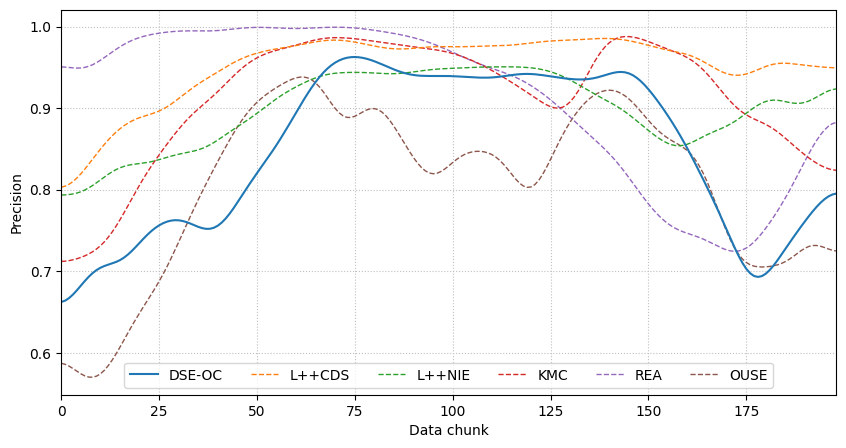 1.0
0.9
0.8
0.7
0.6
Precision
DSE-OC L++CDS L++NIE KMC REA OUSE
0 25 50 75 100 125 150 175
Data chunk